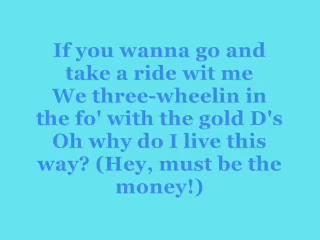 If you wanna go and
take a ride wit me
We three-wheelin in
the fo' with the gold D's
Oh why do I live this
way? (Hey, must be the
money!)